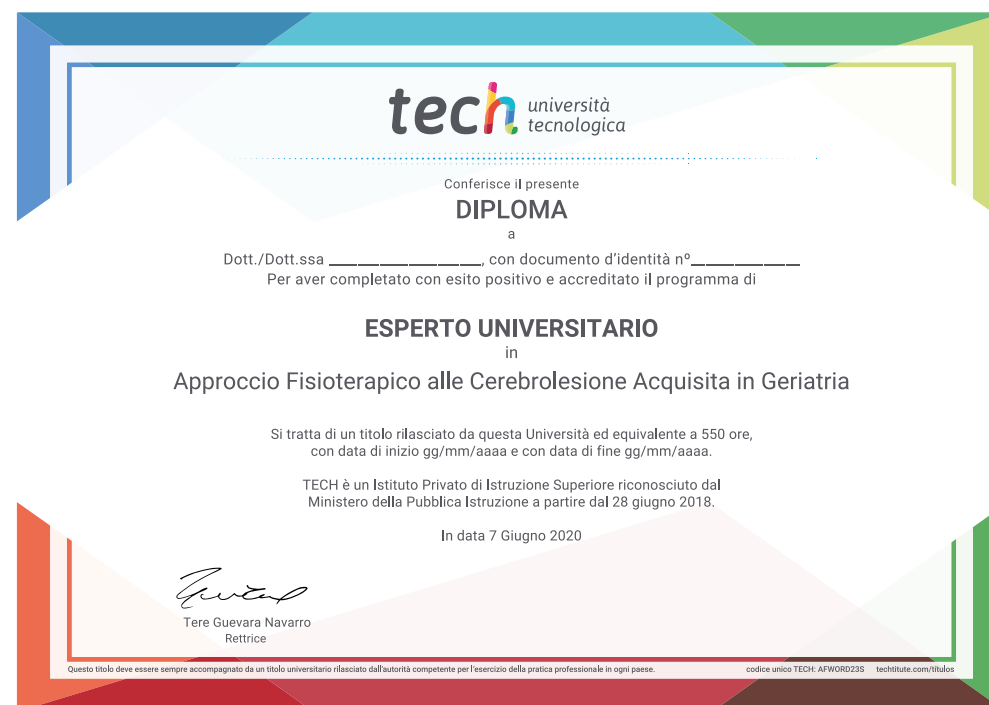 tech università
tecnologica
Conferisce il presente
DIPLOMA
a
Dott./Dott.ssa ____________________, con documento d'identità nº______________
Per aver completato con esito positivo e accreditato il programma di
ESPERTO UNIVERSITARIO
in
Approccio Fisioterapico alle Cerebrolesione Acquisita in Geriatria
Si tratta di un titolo rilasciato da questa Università ed equivalente a 550 ore,
con data di inizio gg/mm/aaaa e con data di fine gg/mm/aaaa.
TECH è un Istituto Privato di Istruzione Superiore riconosciuto dal
Ministero della Pubblica Istruzione a partire dal 28 giugno 2018.
In data 7 Giugno 2020
Tere Guevara Navarro
Rettrice
Questo titolo deve essere sempre accompagnato da un titolo universitario rilasciato dall'autorità competente per l'esercizio della pratica professionale in ogni paese. codice unico TECH: AFWORD23S techtitute.com/titulos